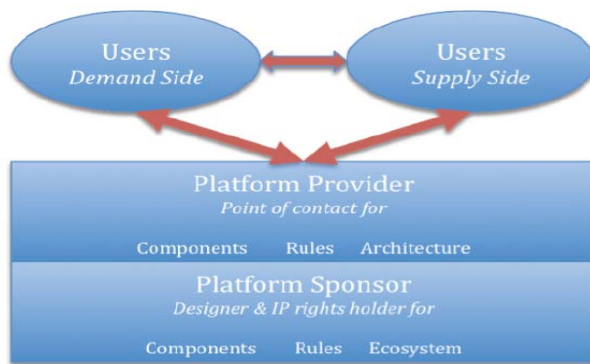 Users
Demand Side
Users
Supply Side
Platform Provider
Point of contact for
Components Rules Architecture
Platform Sponsor
Designer & IP rights holder for
Components Rules Ecosystem